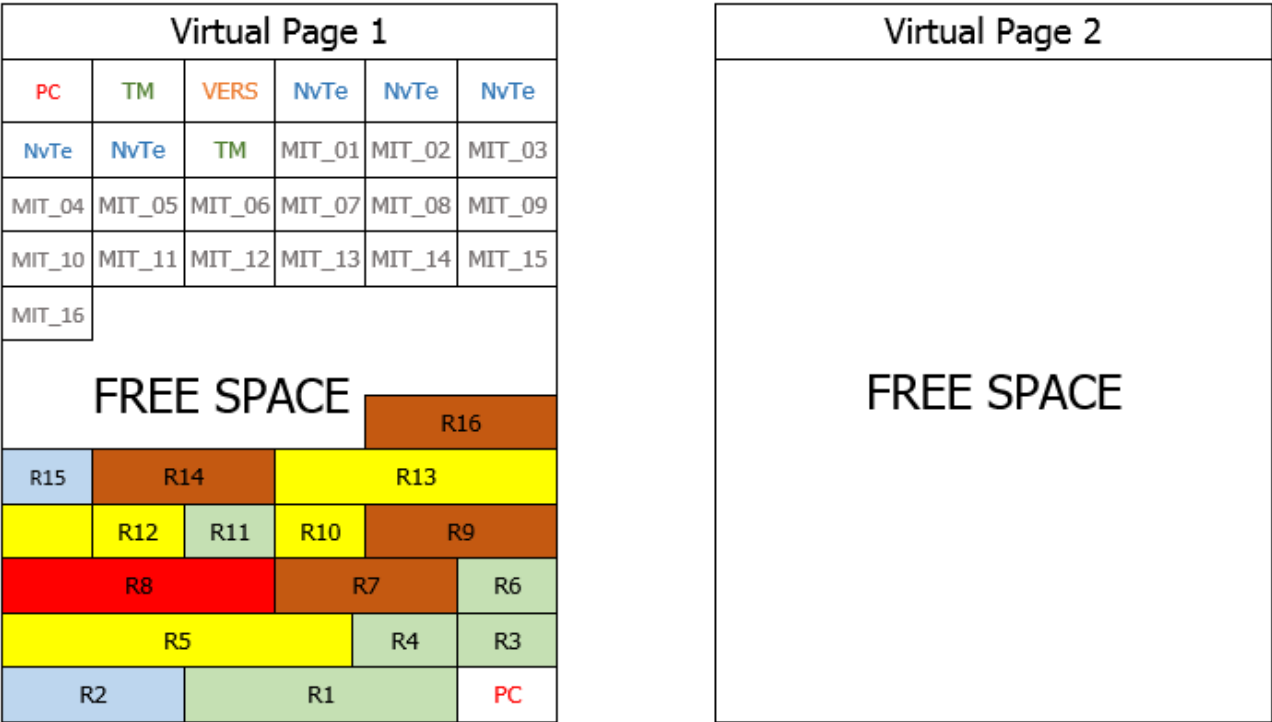 Virtual Page 1
PC TM VERS NvTe NvTe NvTe
NvTe NvTe TM MIT_01 MIT_02 MIT_03
MIT_04 MIT_05 MIT_06 MIT_07 MIT_08 MIT_09
MIT_10 MIT_11 MIT_12 MIT_13 MIT_14 MIT_15
MIT_16
FREE SPACE
R16
R15 R14 R13
R12 R11 R10 R9
R8 R7 R6
R5 R4 R3
R2 R1 PC
Virtual Page 2
FREE SPACE